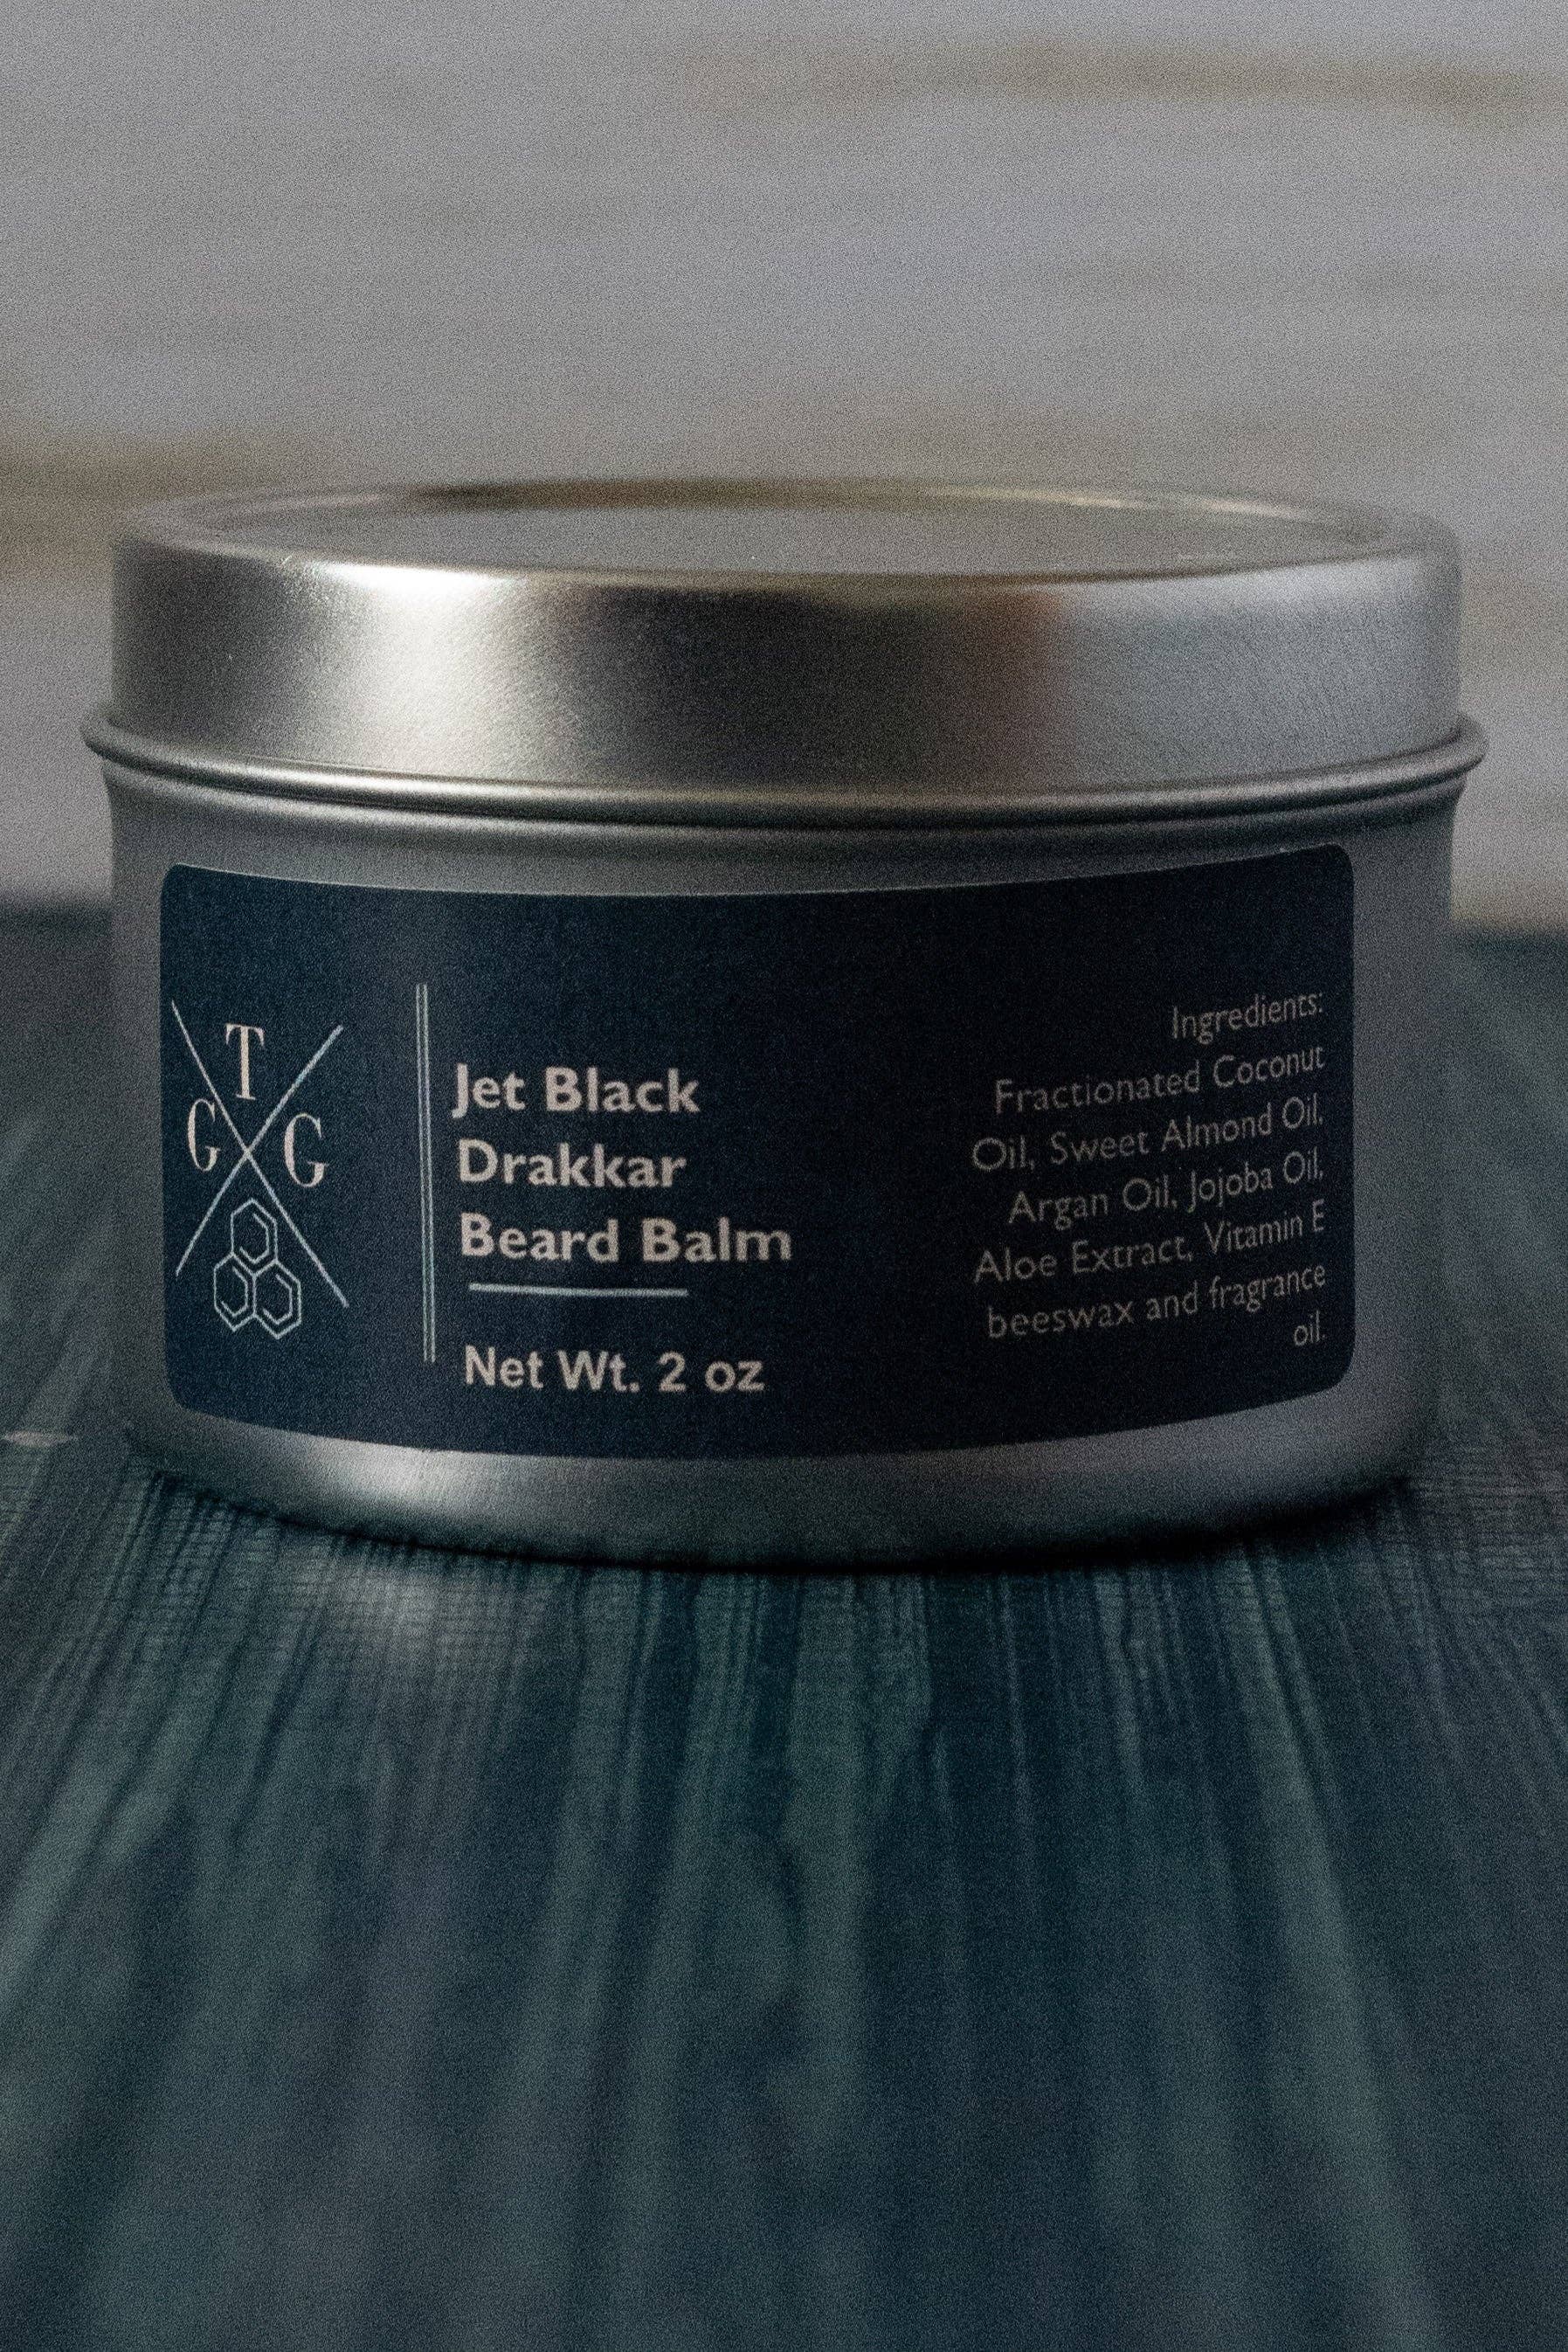 T
G G
Jet Black
Drakkar
Beard Balm
Net Wt. 2 oz
Ingredients:
Fractionated Coconut
Oil, Sweet Almond Oil,
Argan Oil, Jojoba Oil,
Aloe Extract, Vitamin E
beeswax and fragrance
oil.